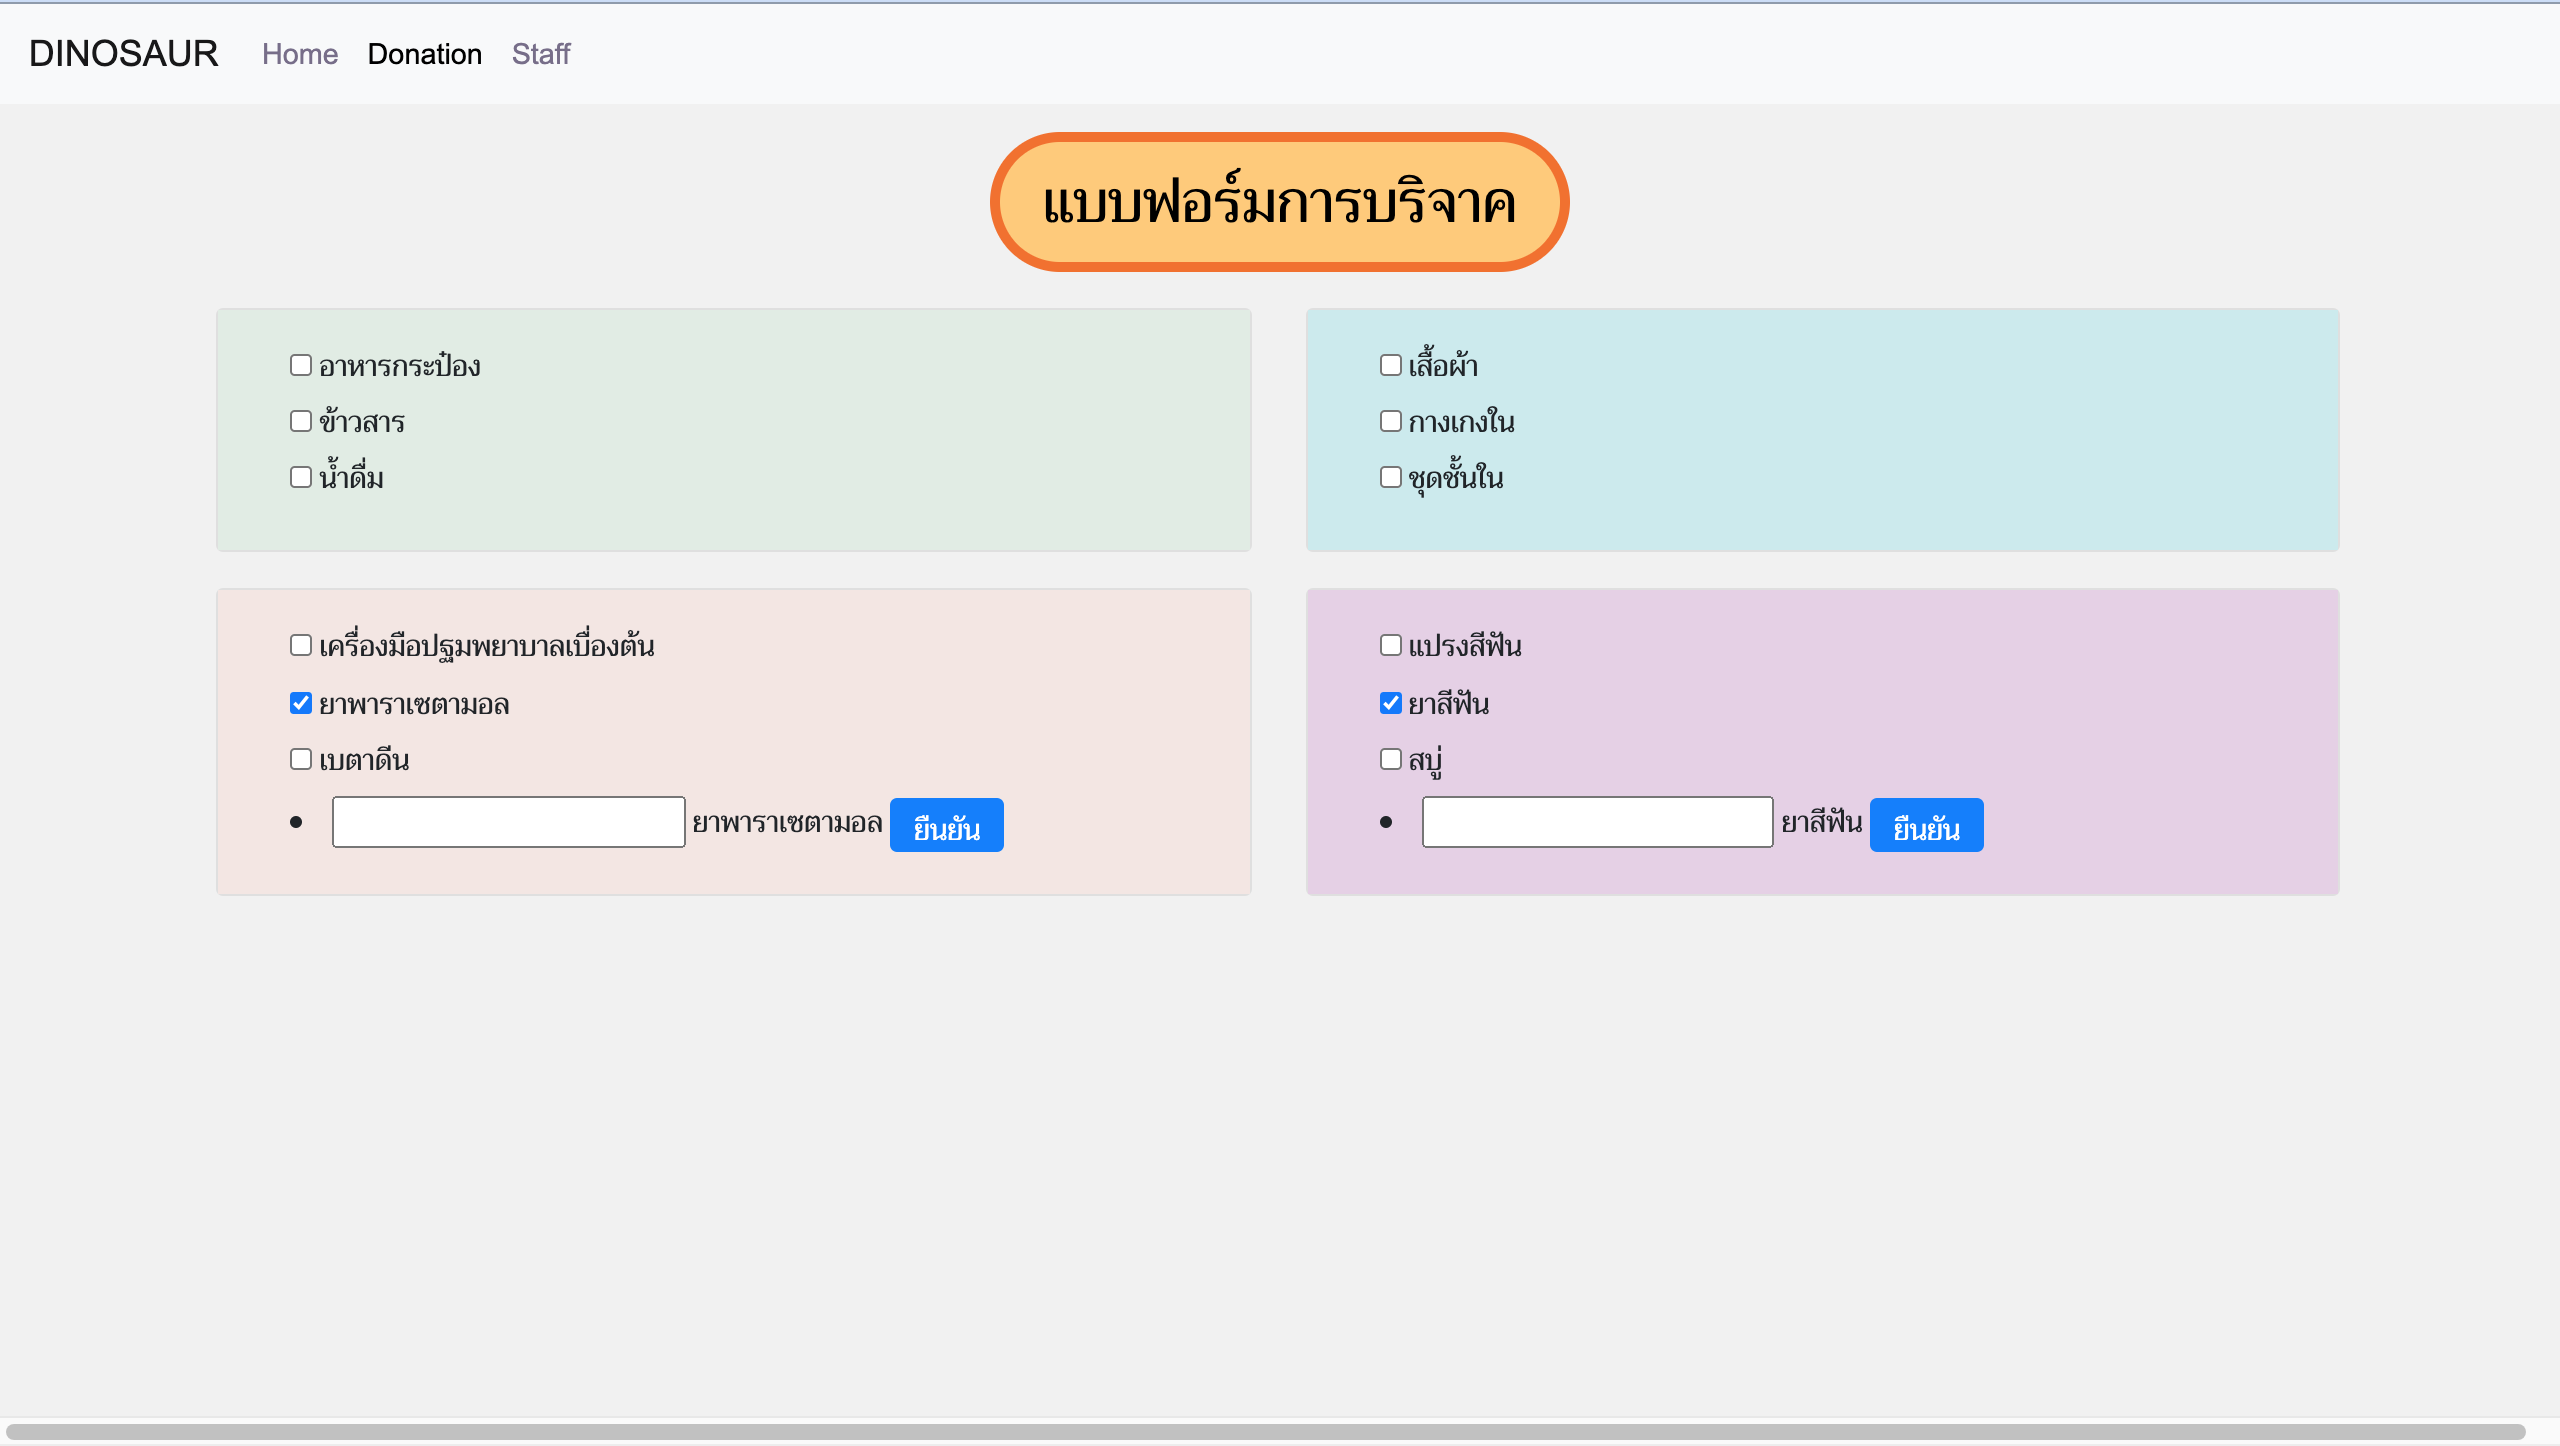 DINOSAUR Home Donation Staff
แบบฟอร์มการบริจาค
อาหารกระป๋อง
ข้าวสาร
น้ำดื่ม
เสื้อผ้า
กางเกงใน
ชุดชั้นใน
เครื่องมือปฐมพยาบาลเบื่องต้น
ยาพาราเซตามอล
เบตาดีน
ยาพาราเซตามอล ยืนยัน
แปรงสีฟัน
ยาสีฟัน
สบู่
ยาสีฟัน ยืนยัน